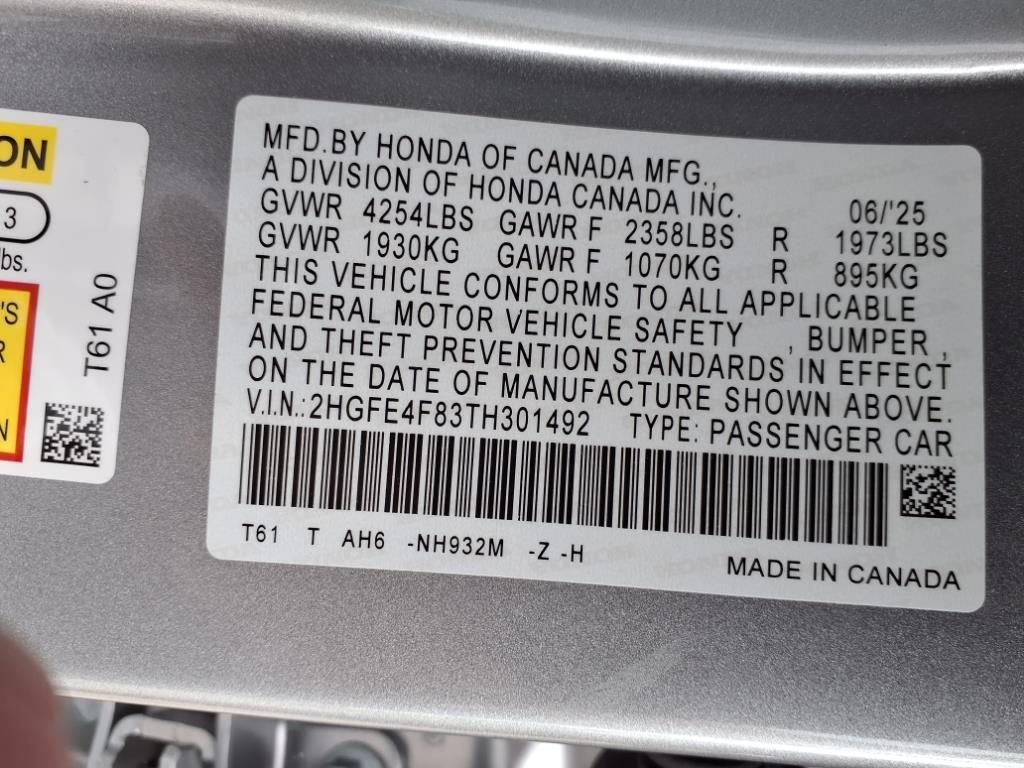 ON
3
lbs.
'S
R
N
T61 A0
MFD.BY HONDA OF CANADA MFG.,
A DIVISION OF HONDA CANADA INC. 06/'25
GVWR 4254LBS GAWR F 2358LBS R 1973LBS
GVWR 1930KG GAWR F 1070KG R 895KG
THIS VEHICLE CONFORMS TO ALL APPLICABLE
FEDERAL MOTOR VEHICLE SAFETY , BUMPER ,
AND THEFT PREVENTION STANDARDS IN EFFECT
ON THE DATE OF MANUFACTURE SHOWN ABOVE.
V.I.N.:2HGFE4F83TH301492 TYPE: PASSENGER CAR
T61 T AH6 -NH932M -Z -H
MADE IN CANADA